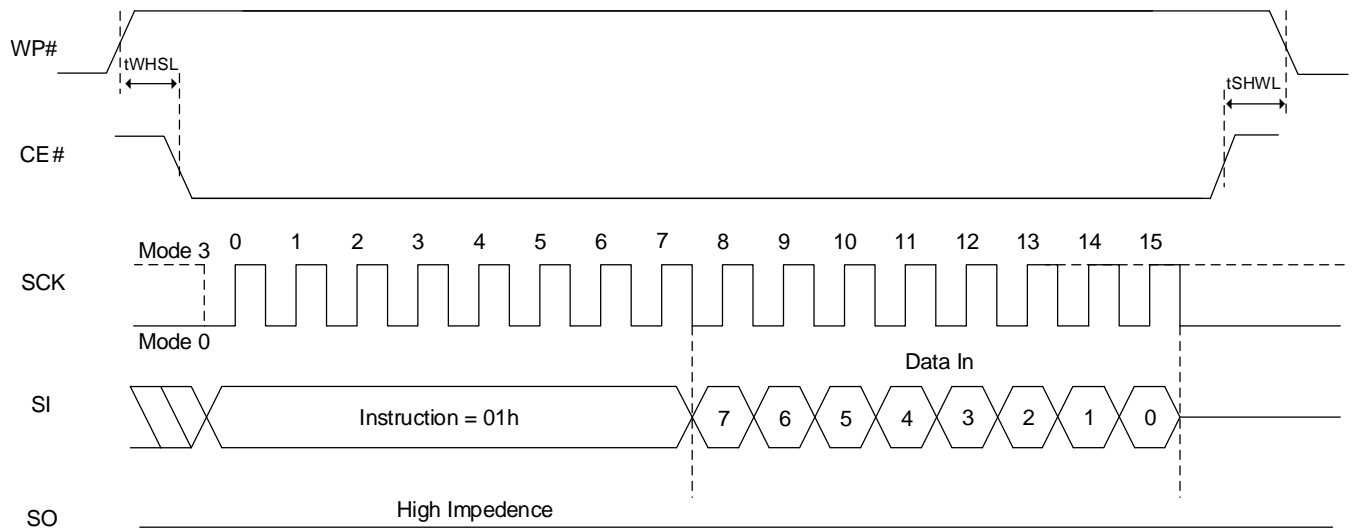 WP#
tWHSL
tSHWL
CE#
Mode 3
0 1 2 3 4 5 6 7 8 9 10 11 12 13 14 15
SCK
Mode 0
Data In
SI
Instruction = 01h
7 6 5 4 3 2 1 0
High Impedence
SO